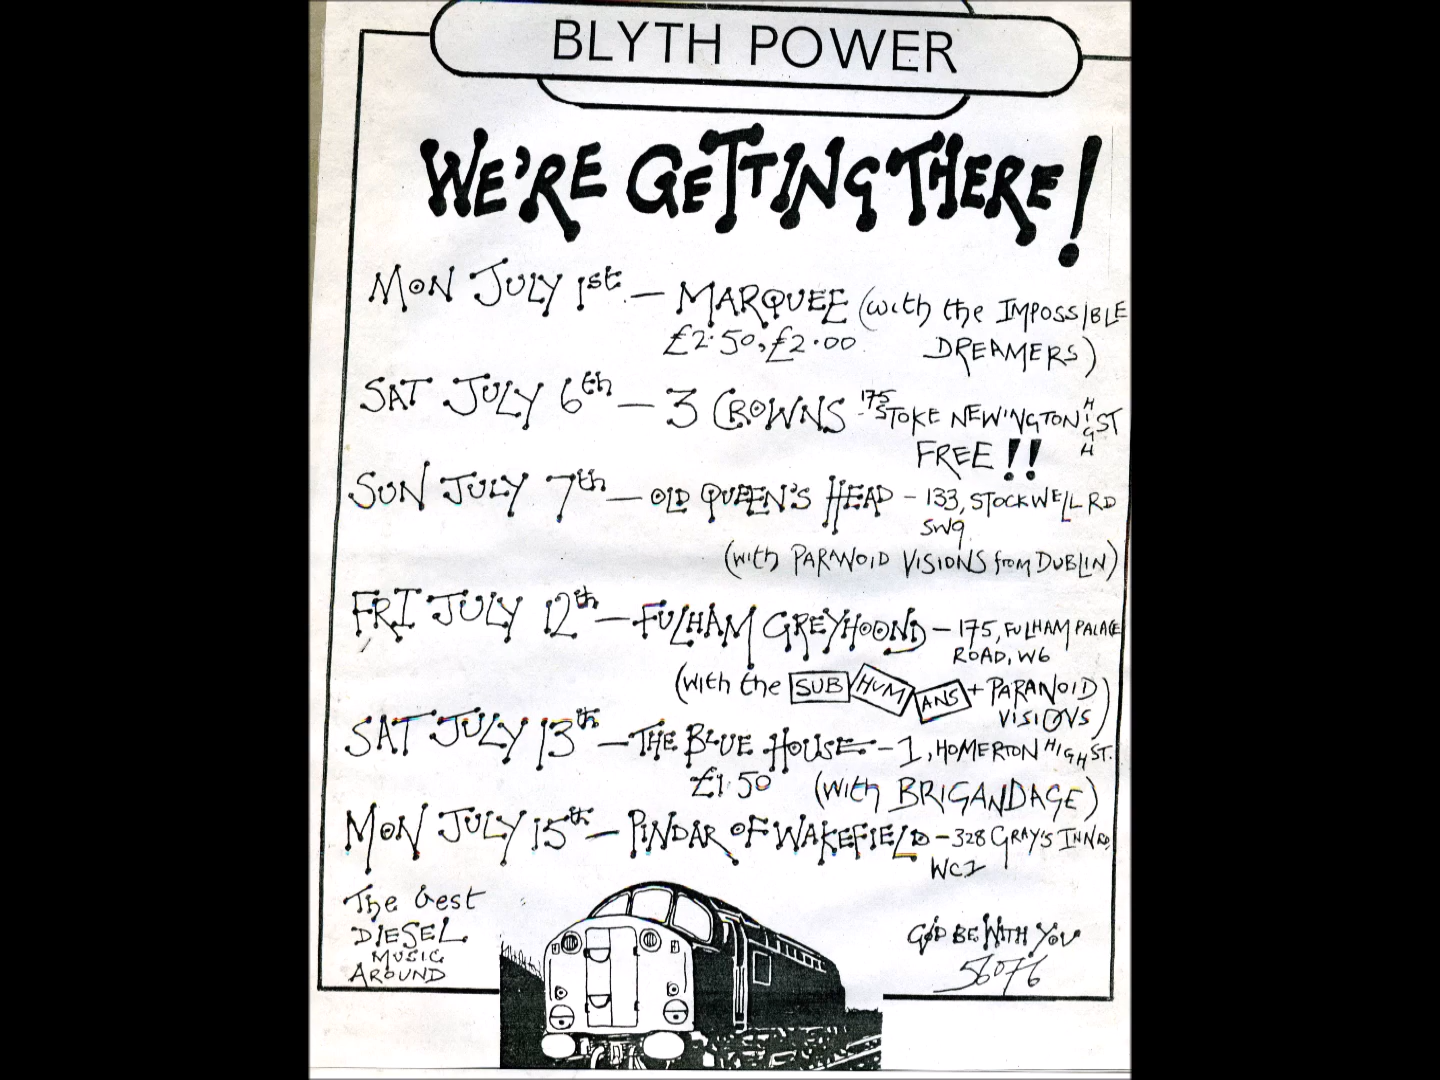 BLYTH POWER
WE'RE GETTING THERE!
MON JULY 1st — MARQUEE (with the IMPOSSIBLE
£2.50, £2.00 DREAMERS)
SAT JULY 6th — 3 CROWNS - 175 STOKE NEWINGTON HIGH ST
FREE!!
SUN JULY 7th — OLD QUEEN'S HEAD - 133, STOCKWELL RD
SW9
(with PARANOID VISIONS from DUBLIN)
FRI JULY 12th — FULHAM GREYHOOND — 175, FULHAM PALACE
ROAD, W6
(with the SUBHUMANS + PARANOID
VISIONS)
SAT JULY 13th — THE BLUE HOUSE — 1, HOMERTON HIGH ST.
£1.50 (with BRIGANDAGE)
MON JULY 15th — PINDAR OF WAKEFIELD — 328 GRAY'S INN RD,
WC1
The best
DIESEL
MUSIC
AROUND
GOD BE WITH YOU
56076